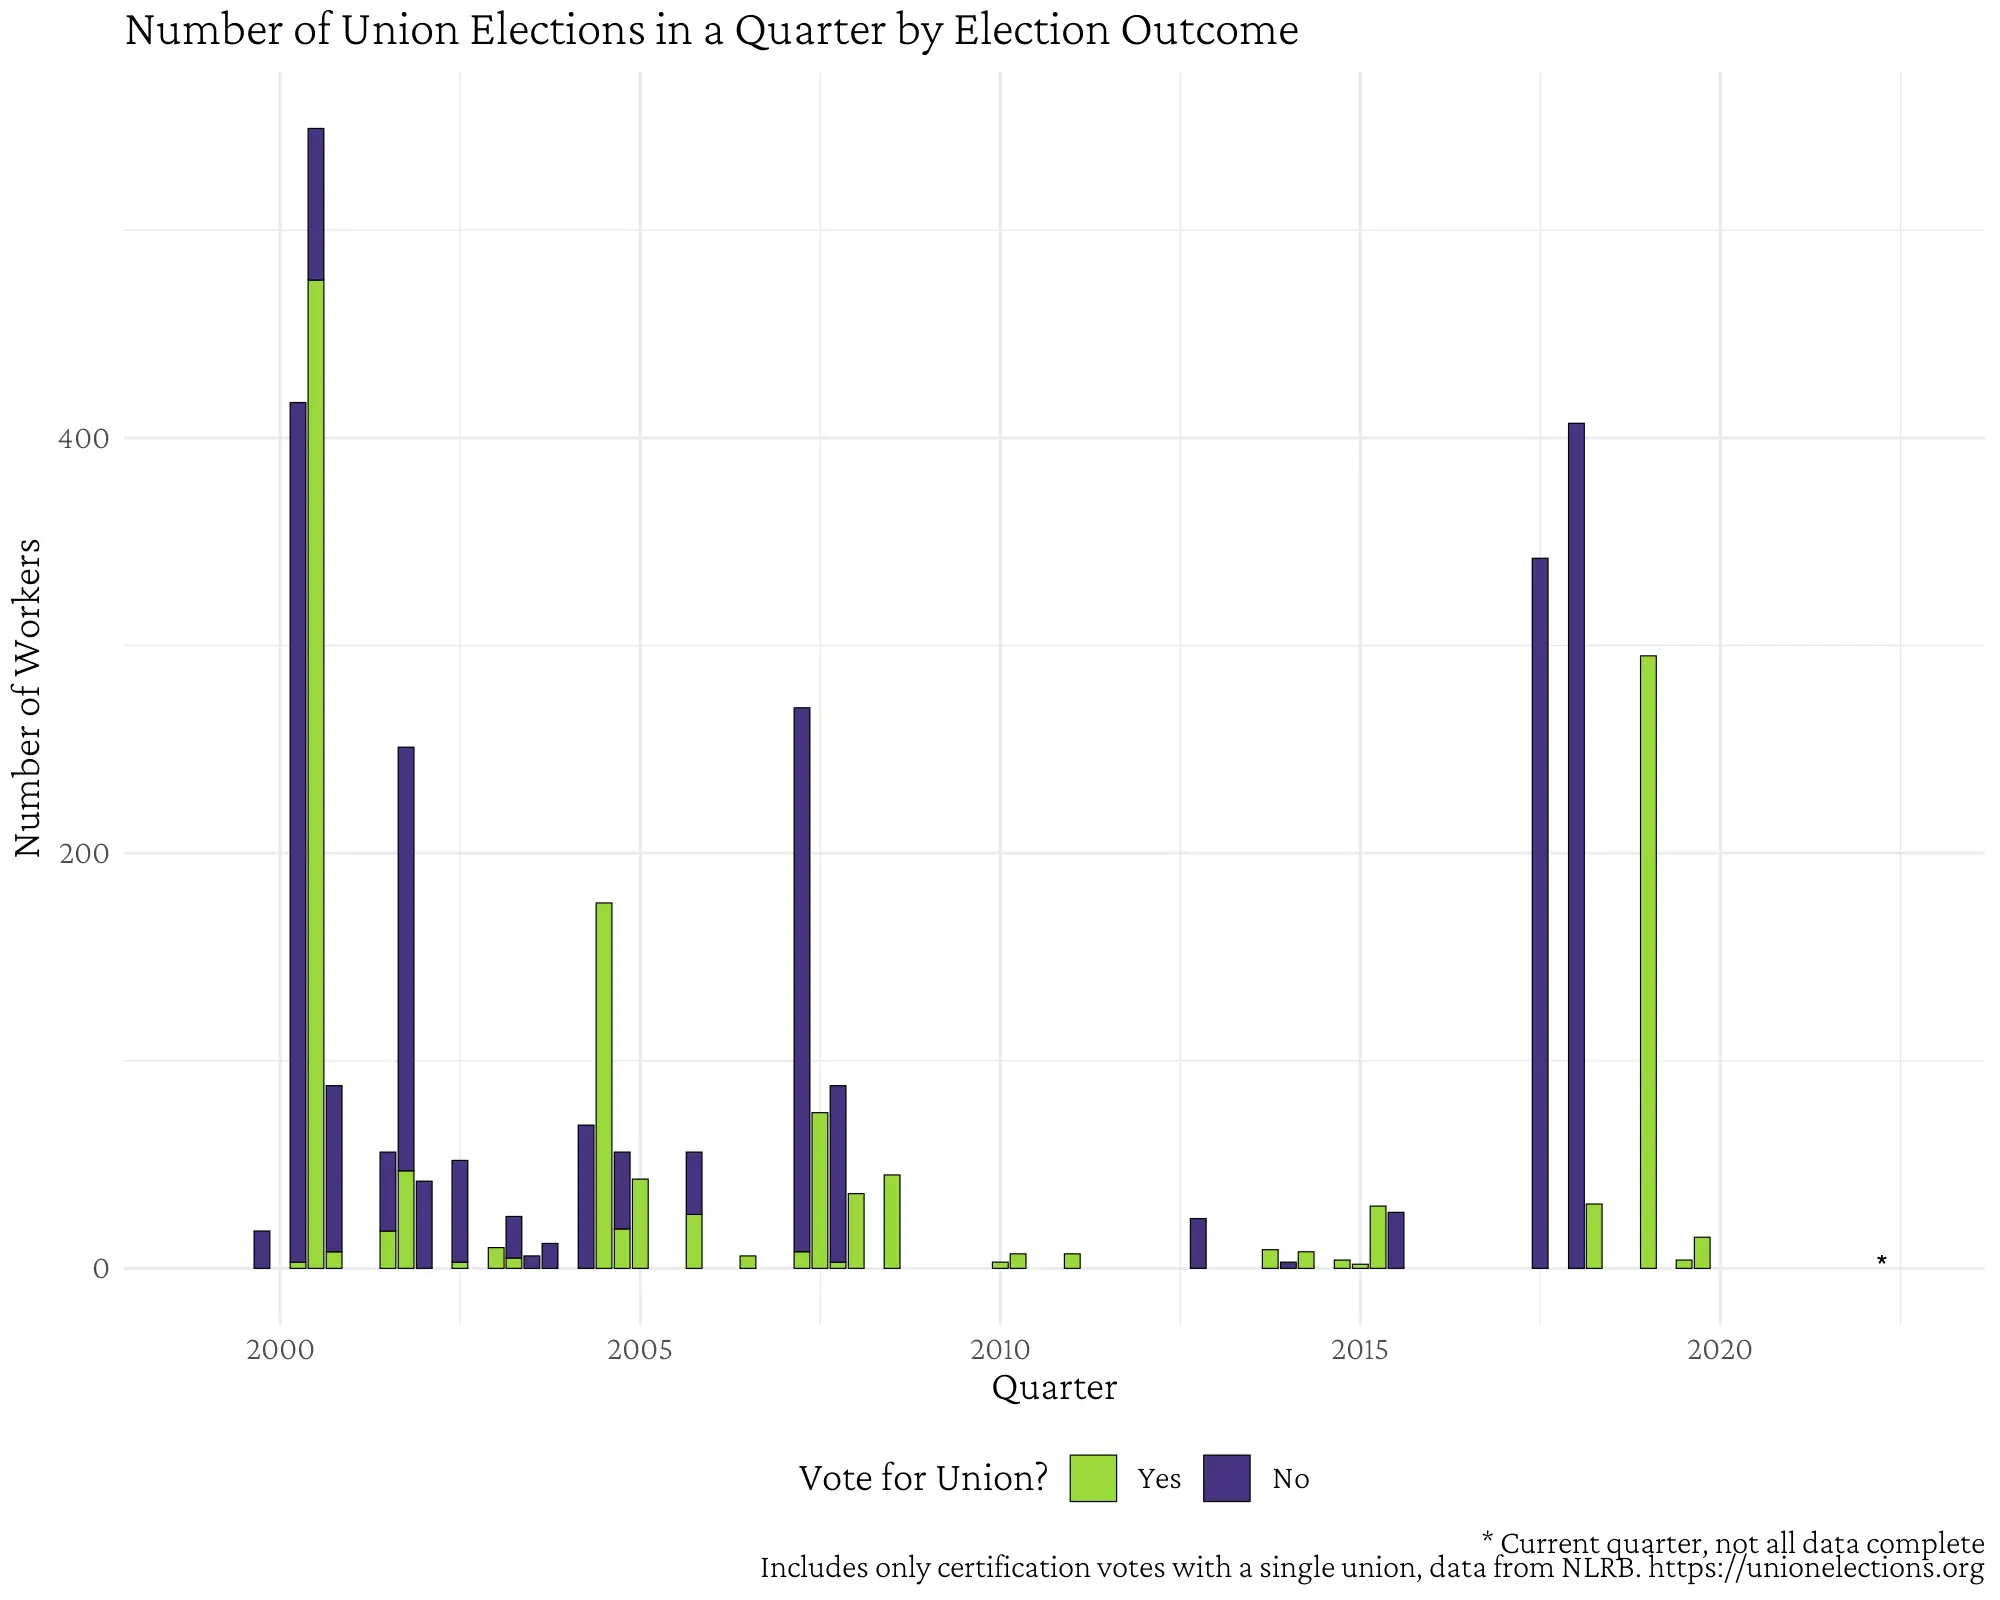 Number of Union Elections in a Quarter by Election Outcome
Number of Workers
400
200
0
*
2000 2005 2010 2015 2020
Quarter
Vote for Union? Yes No
* Current quarter, not all data complete
Includes only certification votes with a single union, data from NLRB. https://unionelections.org